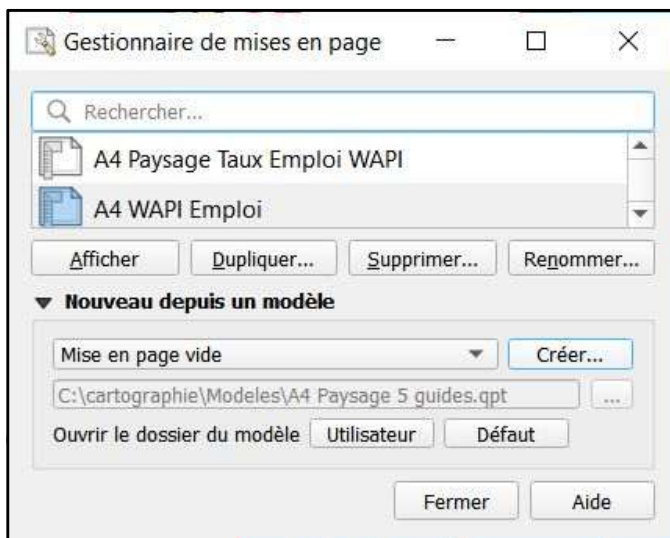 Gestionnaire de mises en page
Rechercher...
A4 Paysage Taux Emploi WAPI
A4 WAPI Emploi
Afficher Dupliquer... Supprimer... Renommer...
Nouveau depuis un modèle
Mise en page vide Créer...
C:\cartographie\Modeles\A4 Paysage 5 guides.qpt ...
Ouvrir le dossier du modèle Utilisateur Défaut
Fermer Aide